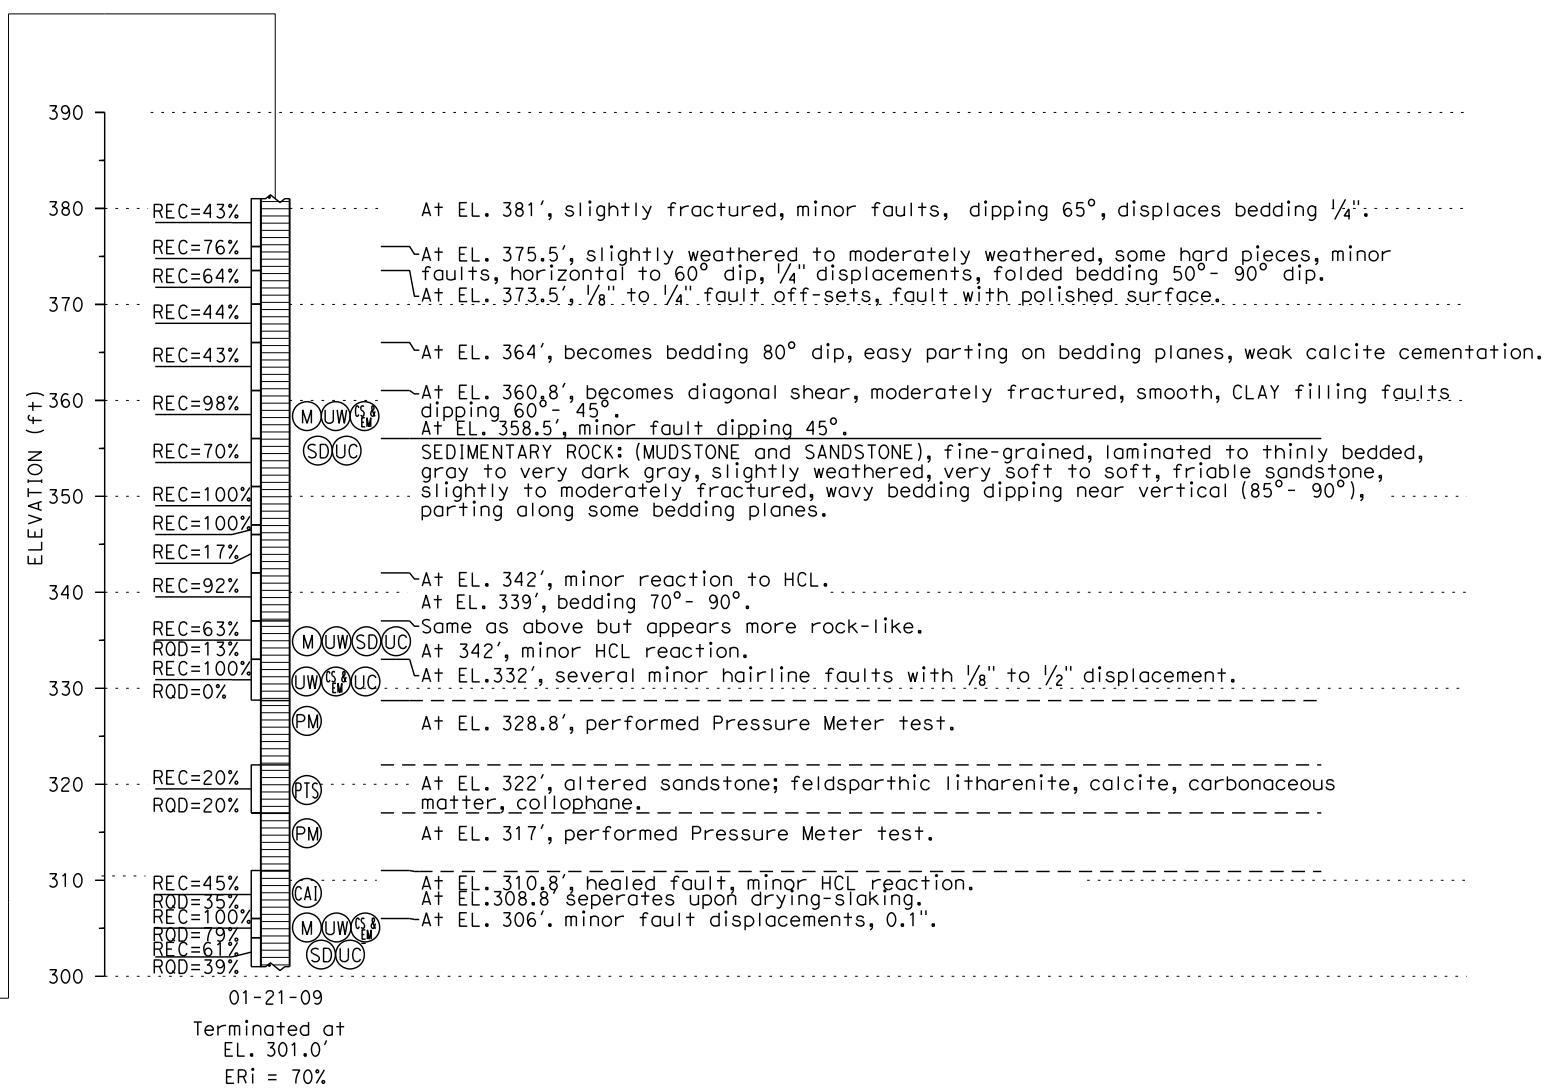 390
380
370
360
350
340
330
320
310
300
ELEVATION (ft)
REC=43%
REC=76%
REC=64%
REC=44%
REC=43%
REC=98%
REC=70%
REC=100%
REC=100%
REC=17%
REC=92%
REC=63%
RQD=13%
REC=100%
RQD=0%
REC=20%
RQD=20%
REC=45%
RQD=35%
REC=100%
RQD=79%
REC=61%
RQD=39%
M UW CS & EM
SD UC
M UW SD UC
UW CS & EM UC
PM
PTS
PM
CAI
M UW CS & EM
SD UC
At EL. 381′, slightly fractured, minor faults, dipping 65°, displaces bedding 1/4".
At EL. 375.5′, slightly weathered to moderately weathered, some hard pieces, minor
faults, horizontal to 60° dip, 1/4" displacements, folded bedding 50°- 90° dip.
At EL. 373.5′, 1/8" to 1/4" fault off-sets, fault with polished surface.
At EL. 364′, becomes bedding 80° dip, easy parting on bedding planes, weak calcite cementation.
At EL. 360.8′, becomes diagonal shear, moderately fractured, smooth, CLAY filling faults
dipping 60°- 45°.
At EL. 358.5′, minor fault dipping 45°.
SEDIMENTARY ROCK: (MUDSTONE and SANDSTONE), fine-grained, laminated to thinly bedded,
gray to very dark gray, slightly weathered, very soft to soft, friable sandstone,
slightly to moderately fractured, wavy bedding dipping near vertical (85°- 90°),
parting along some bedding planes.
At EL. 342′, minor reaction to HCL.
At EL. 339′, bedding 70°- 90°.
Same as above but appears more rock-like.
At 342′, minor HCL reaction.
At EL.332′, several minor hairline faults with 1/8" to 1/2" displacement.
At EL. 328.8′, performed Pressure Meter test.
At EL. 322′, altered sandstone; feldsparthic litharenite, calcite, carbonaceous
matter, collophane.
At EL. 317′, performed Pressure Meter test.
At EL. 310.8′, healed fault, minor HCL reaction.
At EL.308.8′ seperates upon drying-slaking.
At EL. 306′. minor fault displacements, 0.1".
01-21-09
Terminated at
EL. 301.0′
ERi = 70%